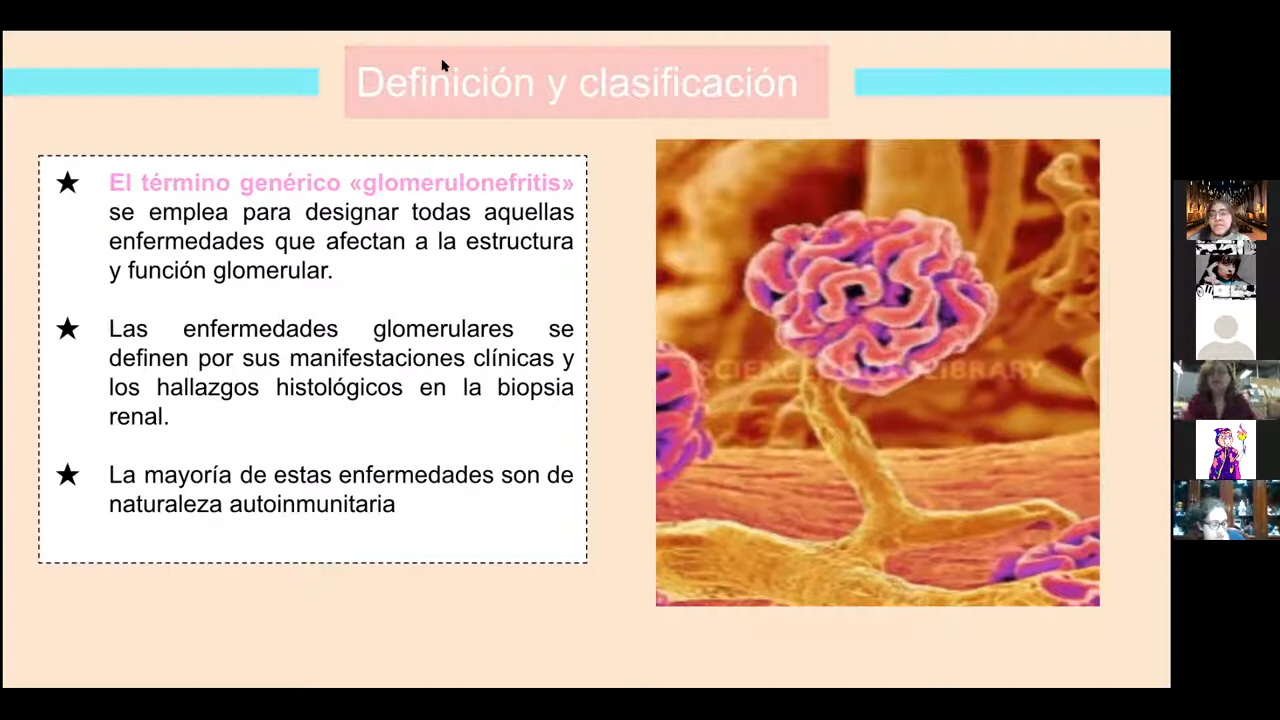 Definición y clasificación
El término genérico «glomerulonefritis»
se emplea para designar todas aquellas
enfermedades que afectan a la estructura
y función glomerular.
Las enfermedades glomerulares se
definen por sus manifestaciones clínicas y
los hallazgos histológicos en la biopsia
renal.
La mayoría de estas enfermedades son de
naturaleza autoinmunitaria
LIBRARY